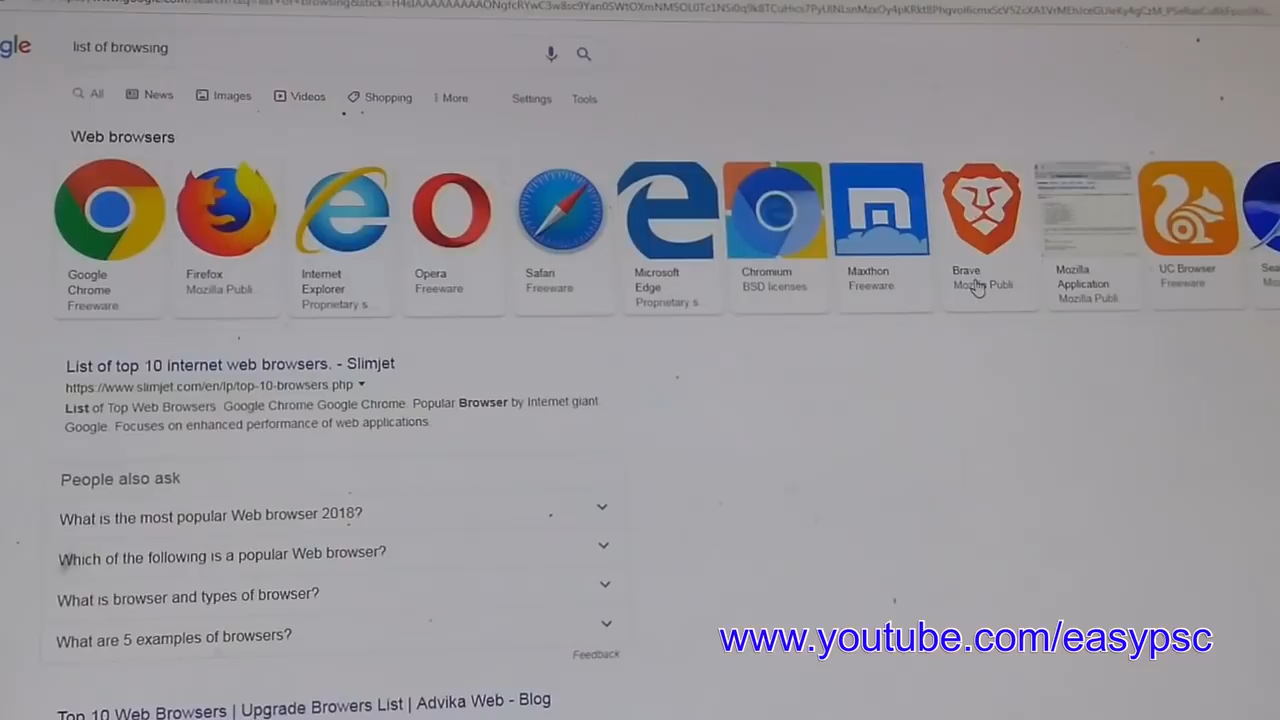 gle
list of browsing
All News Images Videos Shopping More Settings Tools
Web browsers
Google Chrome Freeware
Firefox Mozilla Publi
Internet Explorer Proprietary s
Opera Freeware
Safari Freeware
Microsoft Edge Proprietary s
Chromium BSD licenses
Maxthon Freeware
Brave Mozilla Publi
Mozilla Application Mozilla Publi
UC Browser Freeware
Sea
List of top 10 internet web browsers. - Slimjet
https://www.slimjet.com/en/lp/top-10-browsers.php
List of Top Web Browsers. Google Chrome Google Chrome. Popular Browser by Internet giant
Google. Focuses on enhanced performance of web applications.
People also ask
What is the most popular Web browser 2018?
Which of the following is a popular Web browser?
What is browser and types of browser?
What are 5 examples of browsers?
Feedback
www.youtube.com/easypsc
Top 10 Web Browsers | Upgrade Browers List | Advika Web - Blog